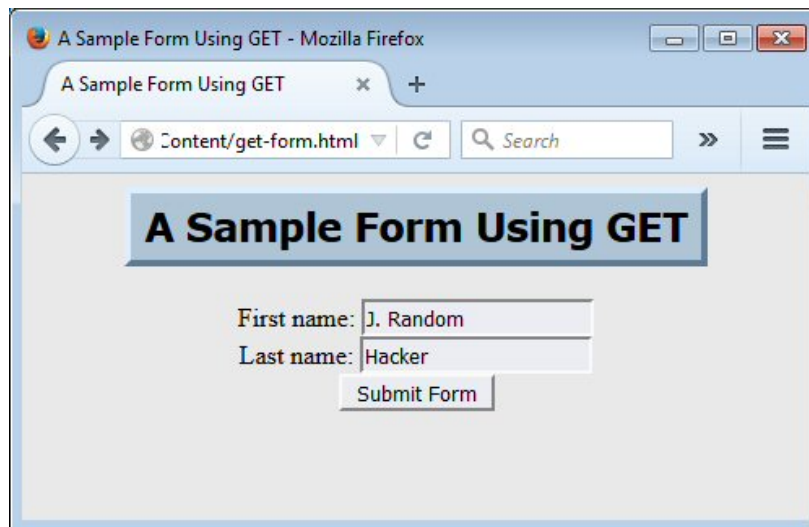 A Sample Form Using GET - Mozilla Firefox
A Sample Form Using GET
Content/get-form.html
Search
A Sample Form Using GET
First name: J. Random
Last name: Hacker
Submit Form